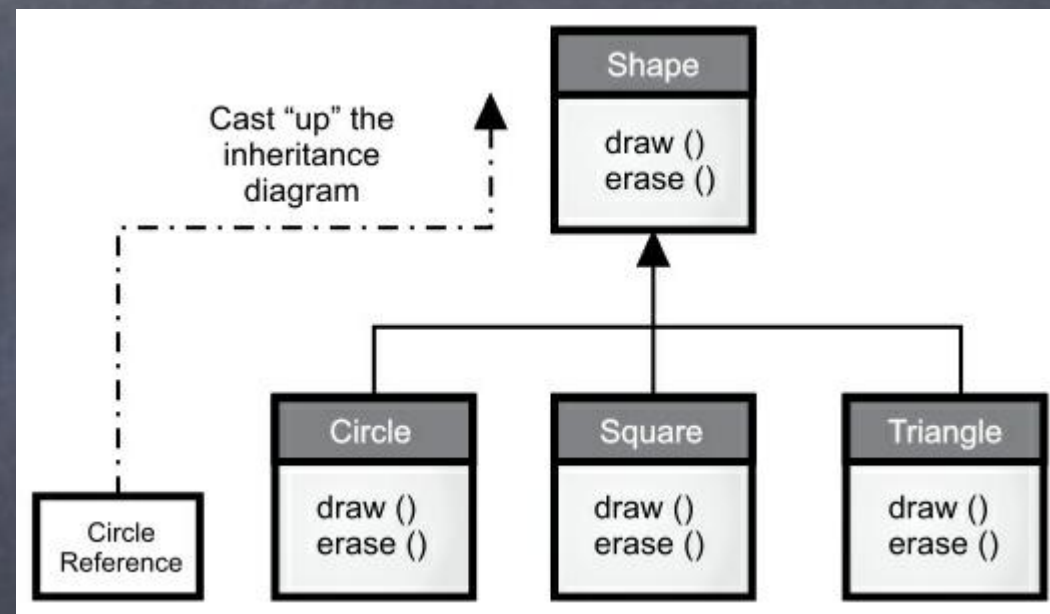 Shape
draw ()
erase ()
Cast “up” the
inheritance
diagram
Circle
draw ()
erase ()
Square
draw ()
erase ()
Triangle
draw ()
erase ()
Circle
Reference